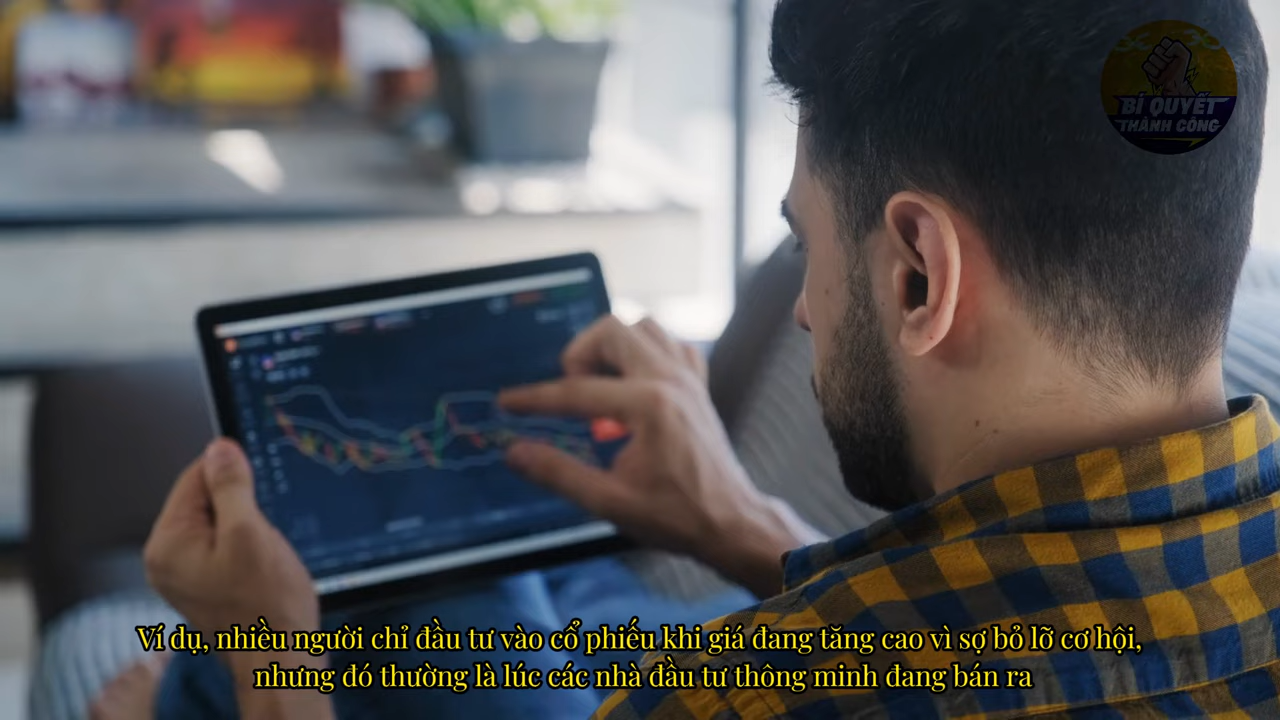 BÍ QUYẾT
THÀNH CÔNG
Ví dụ, nhiều người chỉ đầu tư vào cổ phiếu khi giá đang tăng cao vì sợ bỏ lỡ cơ hội,
nhưng đó thường là lúc các nhà đầu tư thông minh đang bán ra